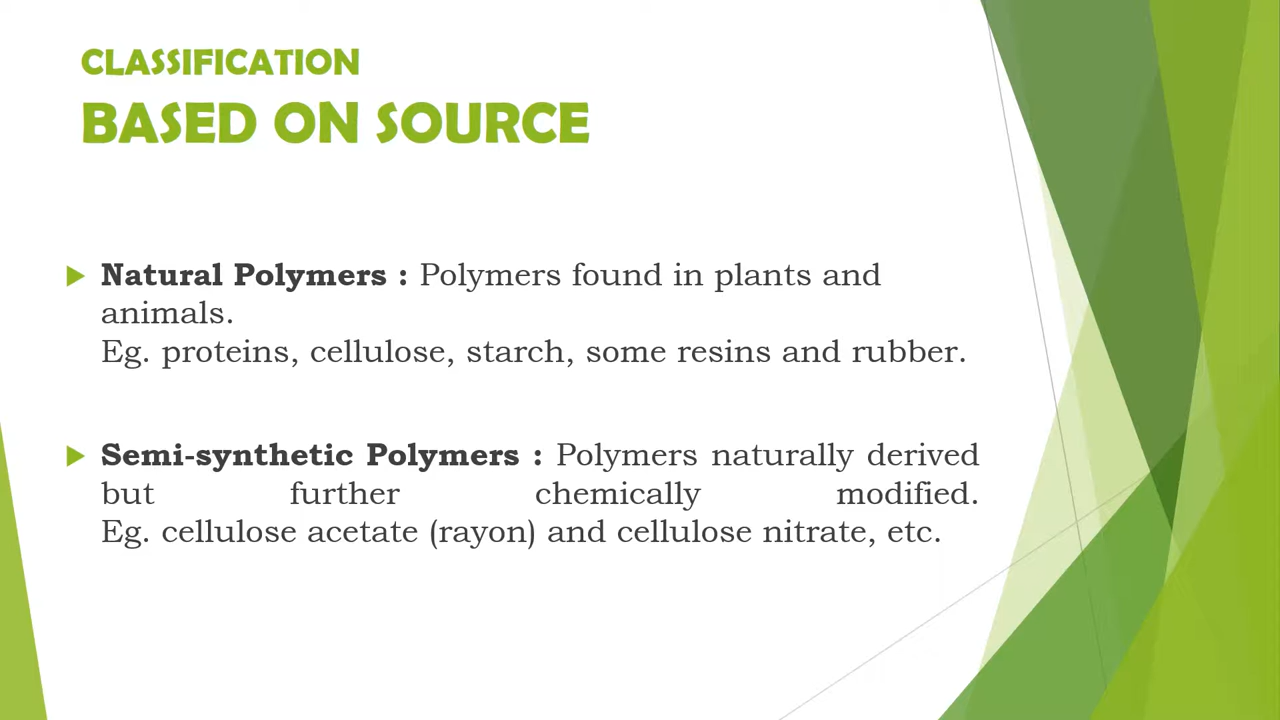 CLASSIFICATION
BASED ON SOURCE
Natural Polymers : Polymers found in plants and
animals.
Eg. proteins, cellulose, starch, some resins and rubber.
Semi-synthetic Polymers : Polymers naturally derived
but further chemically modified.
Eg. cellulose acetate (rayon) and cellulose nitrate, etc.